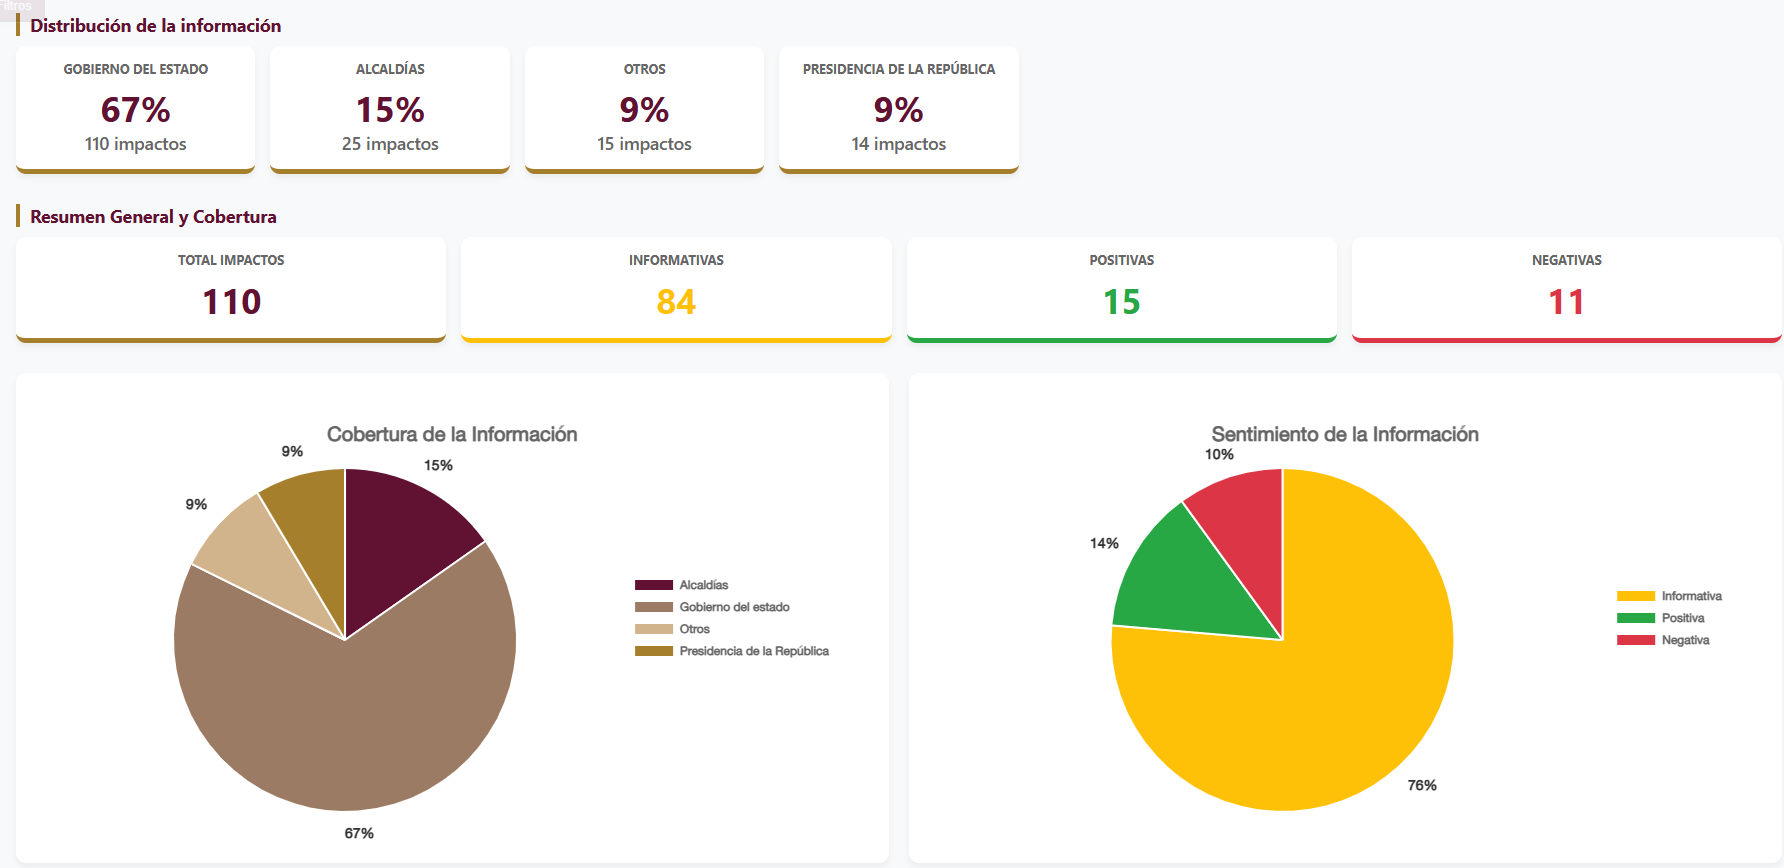 Filtros
Distribución de la información
GOBIERNO DEL ESTADO
67%
110 impactos
ALCALDÍAS
15%
25 impactos
OTROS
9%
15 impactos
PRESIDENCIA DE LA REPÚBLICA
9%
14 impactos
Resumen General y Cobertura
TOTAL IMPACTOS
110
INFORMATIVAS
84
POSITIVAS
15
NEGATIVAS
11
Cobertura de la Información
9%
15%
9%
67%
Alcaldías
Gobierno del estado
Otros
Presidencia de la República
Sentimiento de la Información
10%
14%
76%
Informativa
Positiva
Negativa